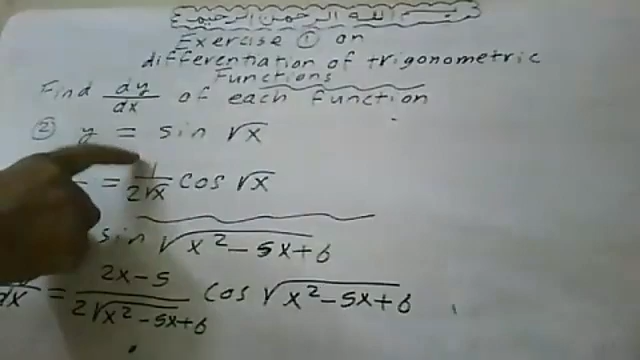 بسم الله الرحمن الرحيم
Exercise ① on
differentiation of trigonometric
Functions
Find dy/dx of each function
② y = sin √x
= 1/(2√x) cos √x
sin √(x² - 5x + 6)
dx = (2x - 5)/(2√(x² - 5x + 6)) cos √(x² - 5x + 6)